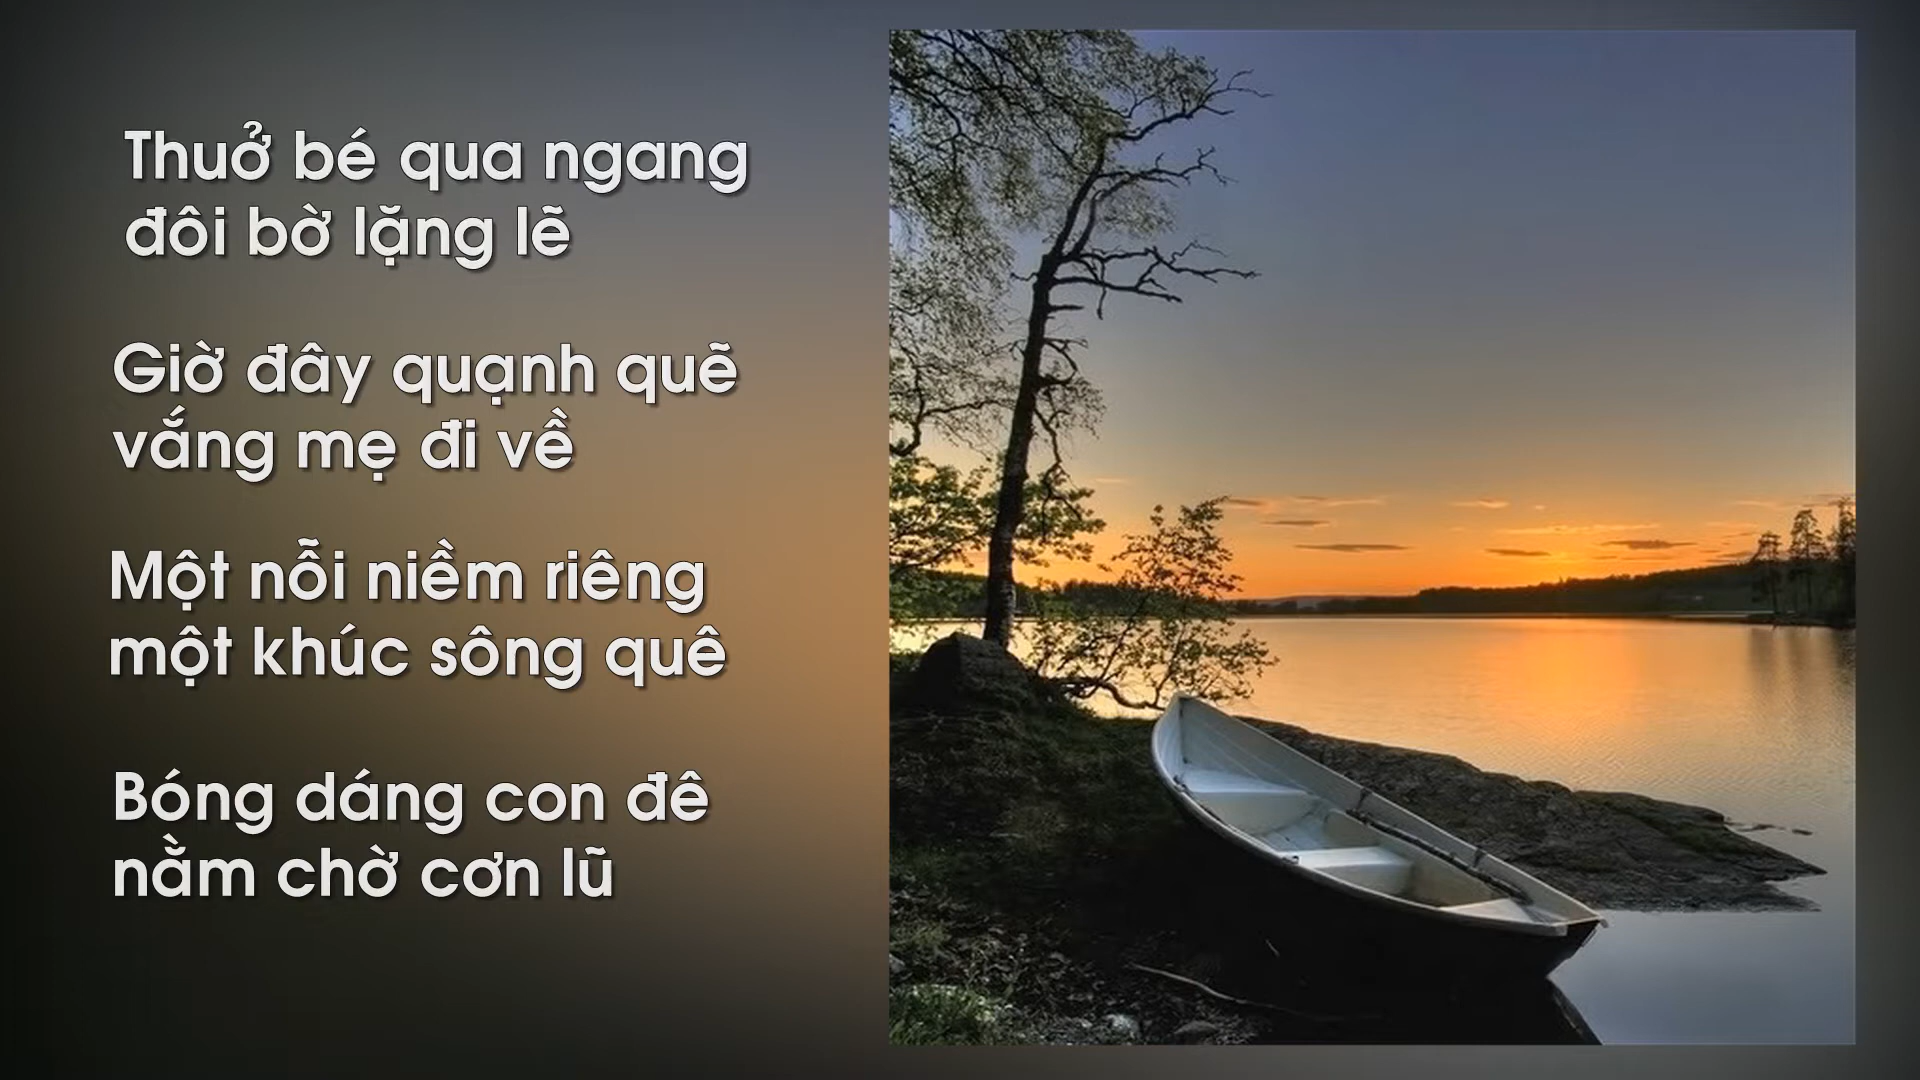 Thuở bé qua ngang
đôi bờ lặng lẽ
Giờ đây quạnh quẽ
vắng mẹ đi về
Một nỗi niềm riêng
một khúc sông quê
Bóng dáng con đê
nằm chờ cơn lũ